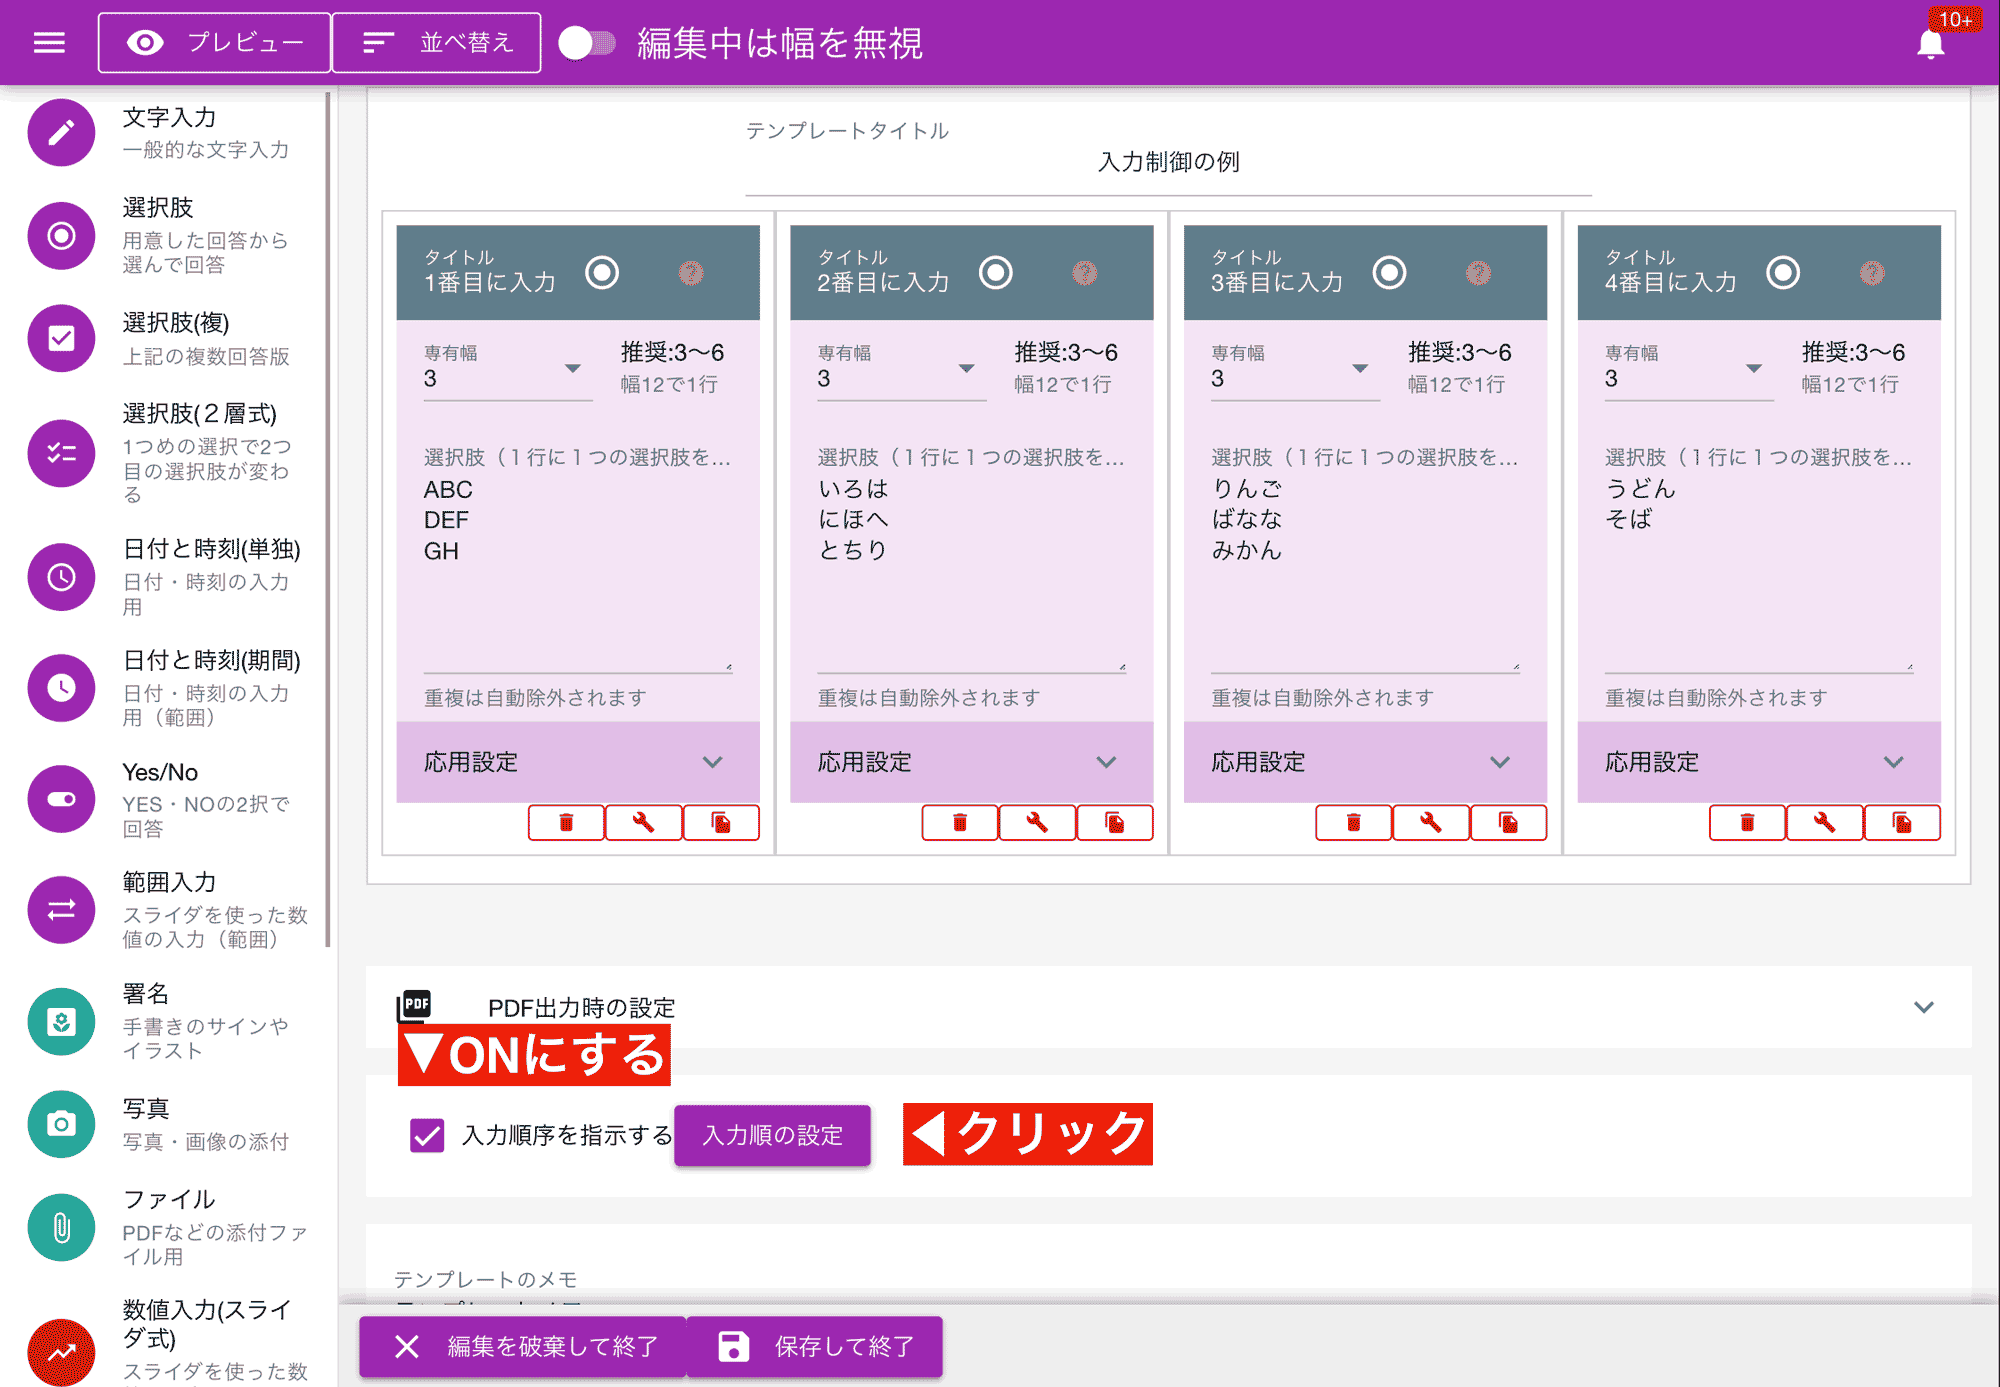 プレビュー
並べ替え
編集中は幅を無視
10+
文字入力
一般的な文字入力
選択肢
用意した回答から
選んで回答
選択肢(複)
上記の複数回答版
選択肢(２層式)
1つめの選択で2つ
目の選択肢が変わ
る
日付と時刻(単独)
日付・時刻の入力
用
日付と時刻(期間)
日付・時刻の入力
用（範囲）
Yes/No
YES・NOの2択で
回答
範囲入力
スライダを使った数
値の入力（範囲）
署名
手書きのサインや
イラスト
写真
写真・画像の添付
ファイル
PDFなどの添付ファ
イル用
数値入力(スライ
ダ式)
スライダを使った数
テンプレートタイトル
入力制御の例
タイトル
1番目に入力
専有幅
3
推奨:3〜6
幅12で1行
選択肢（１行に１つの選択肢を...
ABC
DEF
GH
重複は自動除外されます
応用設定
タイトル
2番目に入力
専有幅
3
推奨:3〜6
幅12で1行
選択肢（１行に１つの選択肢を...
いろは
にほへ
とちり
重複は自動除外されます
応用設定
タイトル
3番目に入力
専有幅
3
推奨:3〜6
幅12で1行
選択肢（１行に１つの選択肢を...
りんご
ばなな
みかん
重複は自動除外されます
応用設定
タイトル
4番目に入力
専有幅
3
推奨:3〜6
幅12で1行
選択肢（１行に１つの選択肢を...
うどん
そば
重複は自動除外されます
応用設定
PDF
PDF出力時の設定
▼ONにする
入力順序を指示する
入力順の設定
◀クリック
テンプレートのメモ
編集を破棄して終了
保存して終了